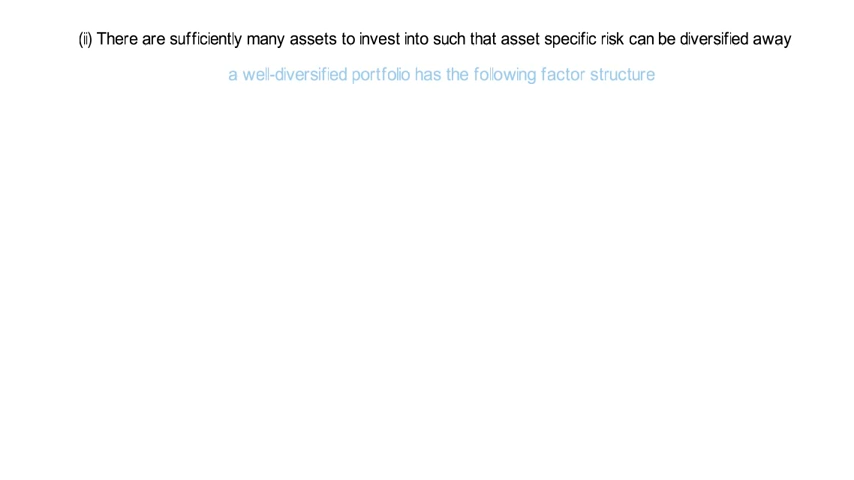 (ii) There are sufficiently many assets to invest into such that asset specific risk can be diversified away
a well-diversified portfolio has the following factor structure